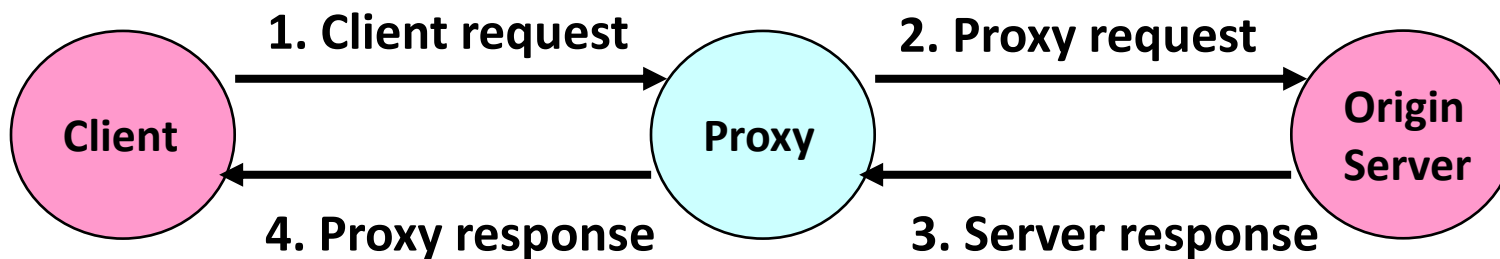 1. Client request
2. Proxy request
Client
Proxy
Origin
Server
4. Proxy response
3. Server response